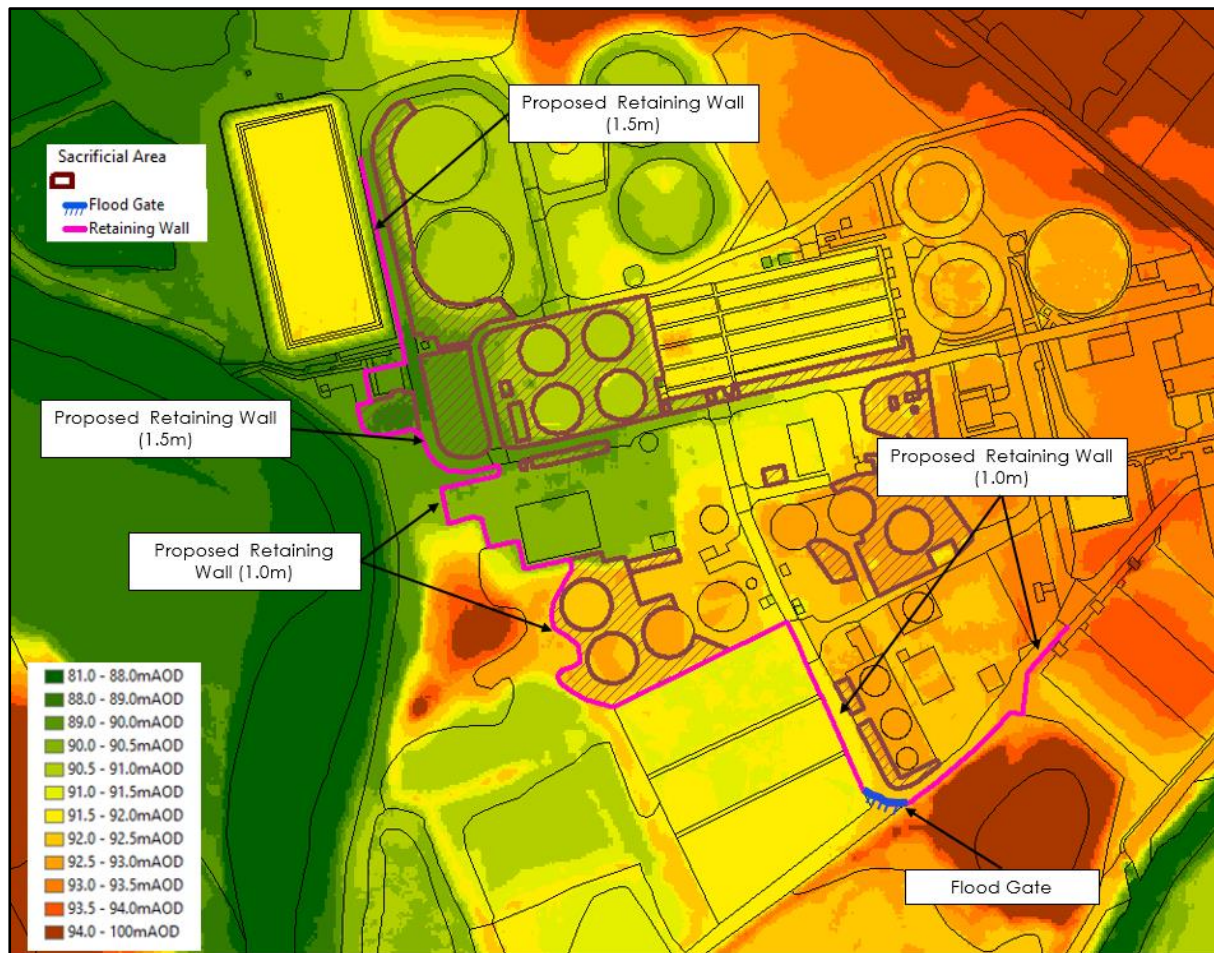 Proposed Retaining Wall
(1.5m)
Sacrificial Area
Flood Gate
Retaining Wall
Proposed Retaining Wall
(1.5m)
Proposed Retaining Wall
(1.0m)
Proposed Retaining
Wall (1.0m)
81.0 - 88.0mAOD
88.0 - 89.0mAOD
89.0 - 90.0mAOD
90.0 - 90.5mAOD
90.5 - 91.0mAOD
91.0 - 91.5mAOD
91.5 - 92.0mAOD
92.0 - 92.5mAOD
92.5 - 93.0mAOD
93.0 - 93.5mAOD
93.5 - 94.0mAOD
94.0 - 100mAOD
Flood Gate